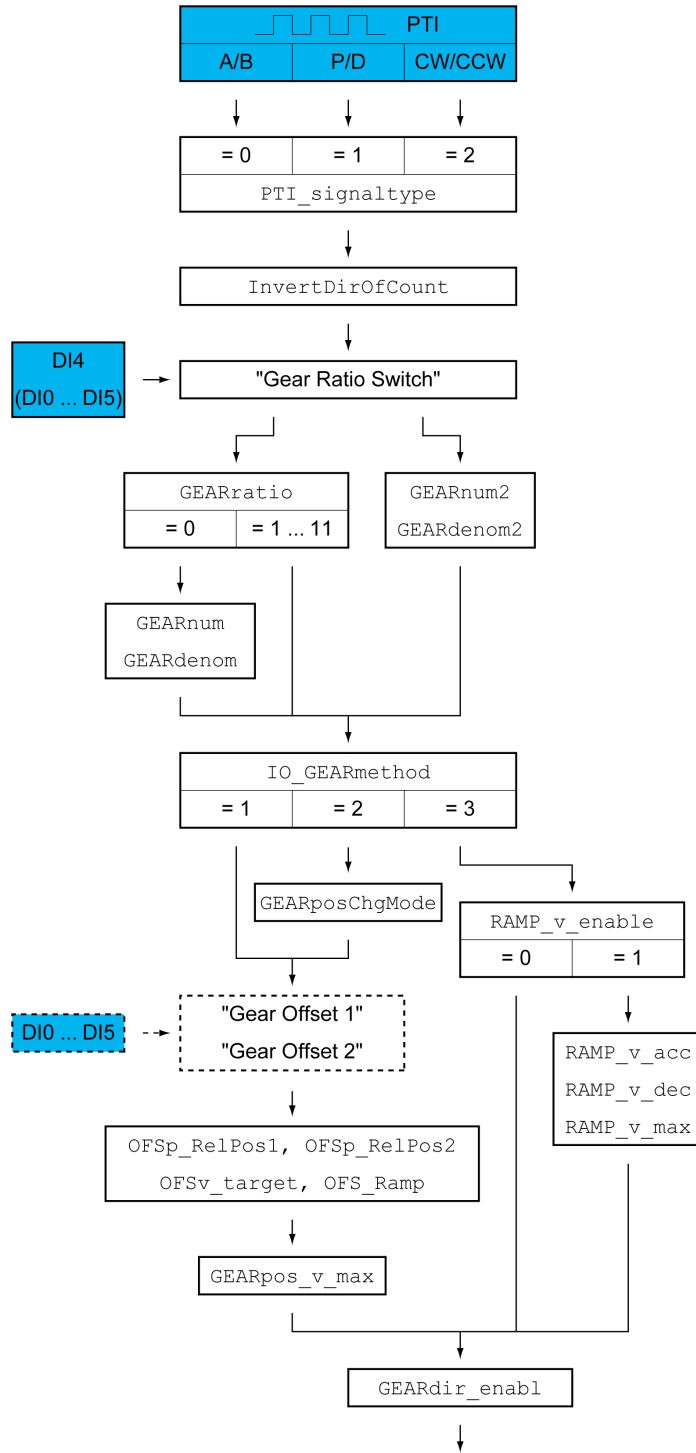 PTI
A/B P/D CW/CCW
= 0 = 1 = 2
PTI_signaltype
InvertDirOfCount
DI4
(DI0 ... DI5)
"Gear Ratio Switch"
GEARratio
= 0 = 1 ... 11
GEARnum2
GEARdenom2
GEARnum
GEARdenom
IO_GEARmethod
= 1 = 2 = 3
GEARposChgMode
RAMP_v_enable
= 0 = 1
DI0 ... DI5
"Gear Offset 1"
"Gear Offset 2"
RAMP_v_acc
RAMP_v_dec
RAMP_v_max
OFSp_RelPos1, OFSp_RelPos2
OFSv_target, OFS_Ramp
GEARpos_v_max
GEARdir_enabl